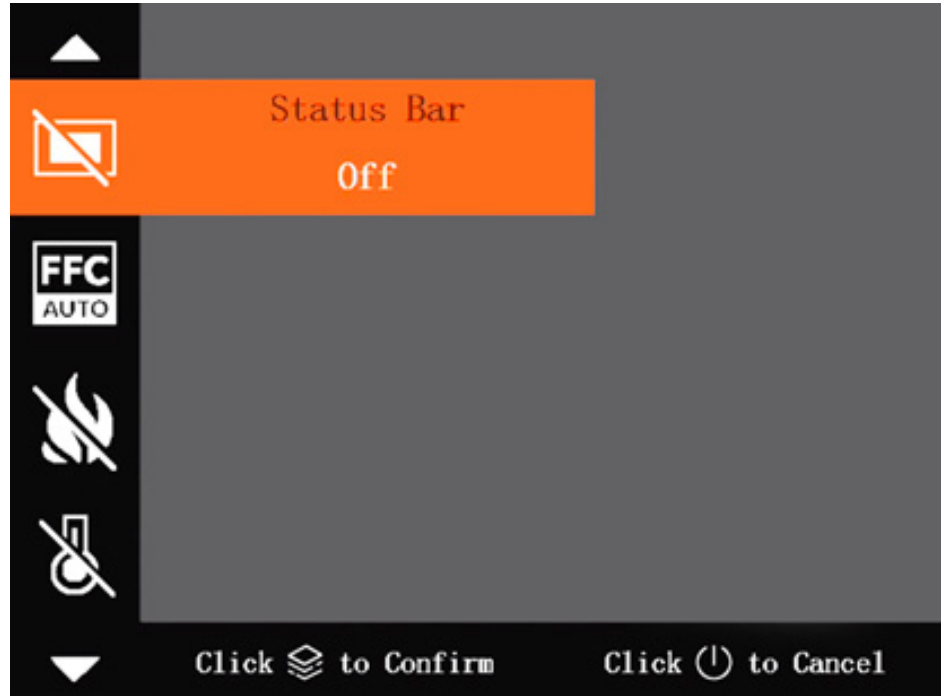 Status Bar
Off
FFC
AUTO
Click to Confirm
Click to Cancel